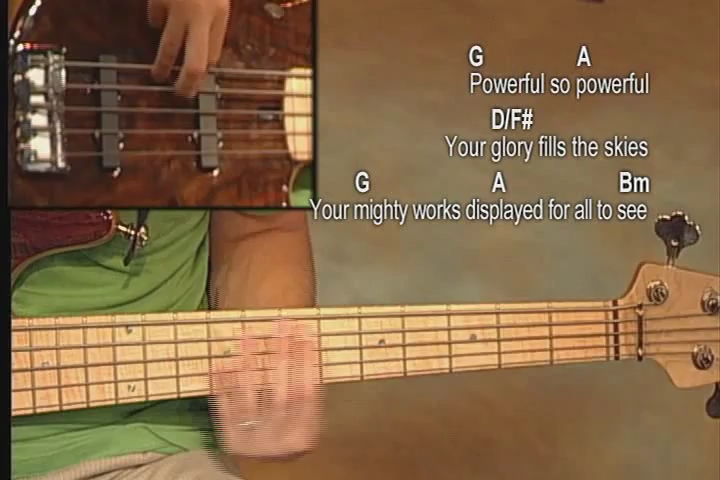 G A
Powerful so powerful
D/F#
Your glory fills the skies
G A Bm
Your mighty works displayed for all to see